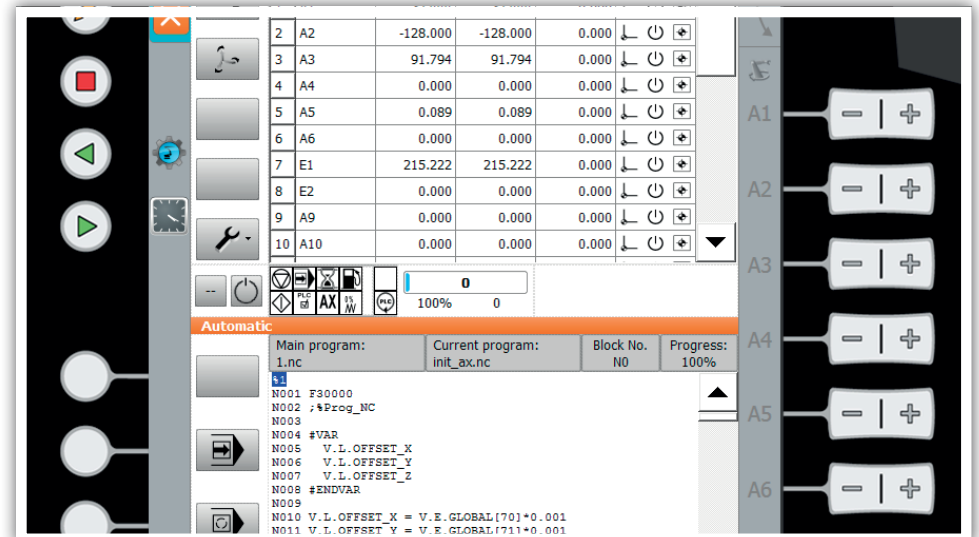 2 A2 -128.000 -128.000 0.000
3 A3 91.794 91.794 0.000
4 A4 0.000 0.000 0.000
5 A5 0.089 0.089 0.000
6 A6 0.000 0.000 0.000
7 E1 215.222 215.222 0.000
8 E2 0.000 0.000 0.000
9 A9 0.000 0.000 0.000
10 A10 0.000 0.000 0.000
A1
A2
A3
A4
A5
A6
-- 0
PLC AX 0% PLC 100% 0
Automatic
Main program: Current program: Block No. Progress:
1.nc init_ax.nc N0 100%
%1
N001 F30000
N002 ;%Prog_NC
N003
N004 #VAR
N005 V.L.OFFSET_X
N006 V.L.OFFSET_Y
N007 V.L.OFFSET_Z
N008 #ENDVAR
N009
N010 V.L.OFFSET_X = V.E.GLOBAL[70]*0.001
N011 V.L.OFFSET_Y = V.E.GLOBAL[71]*0.001